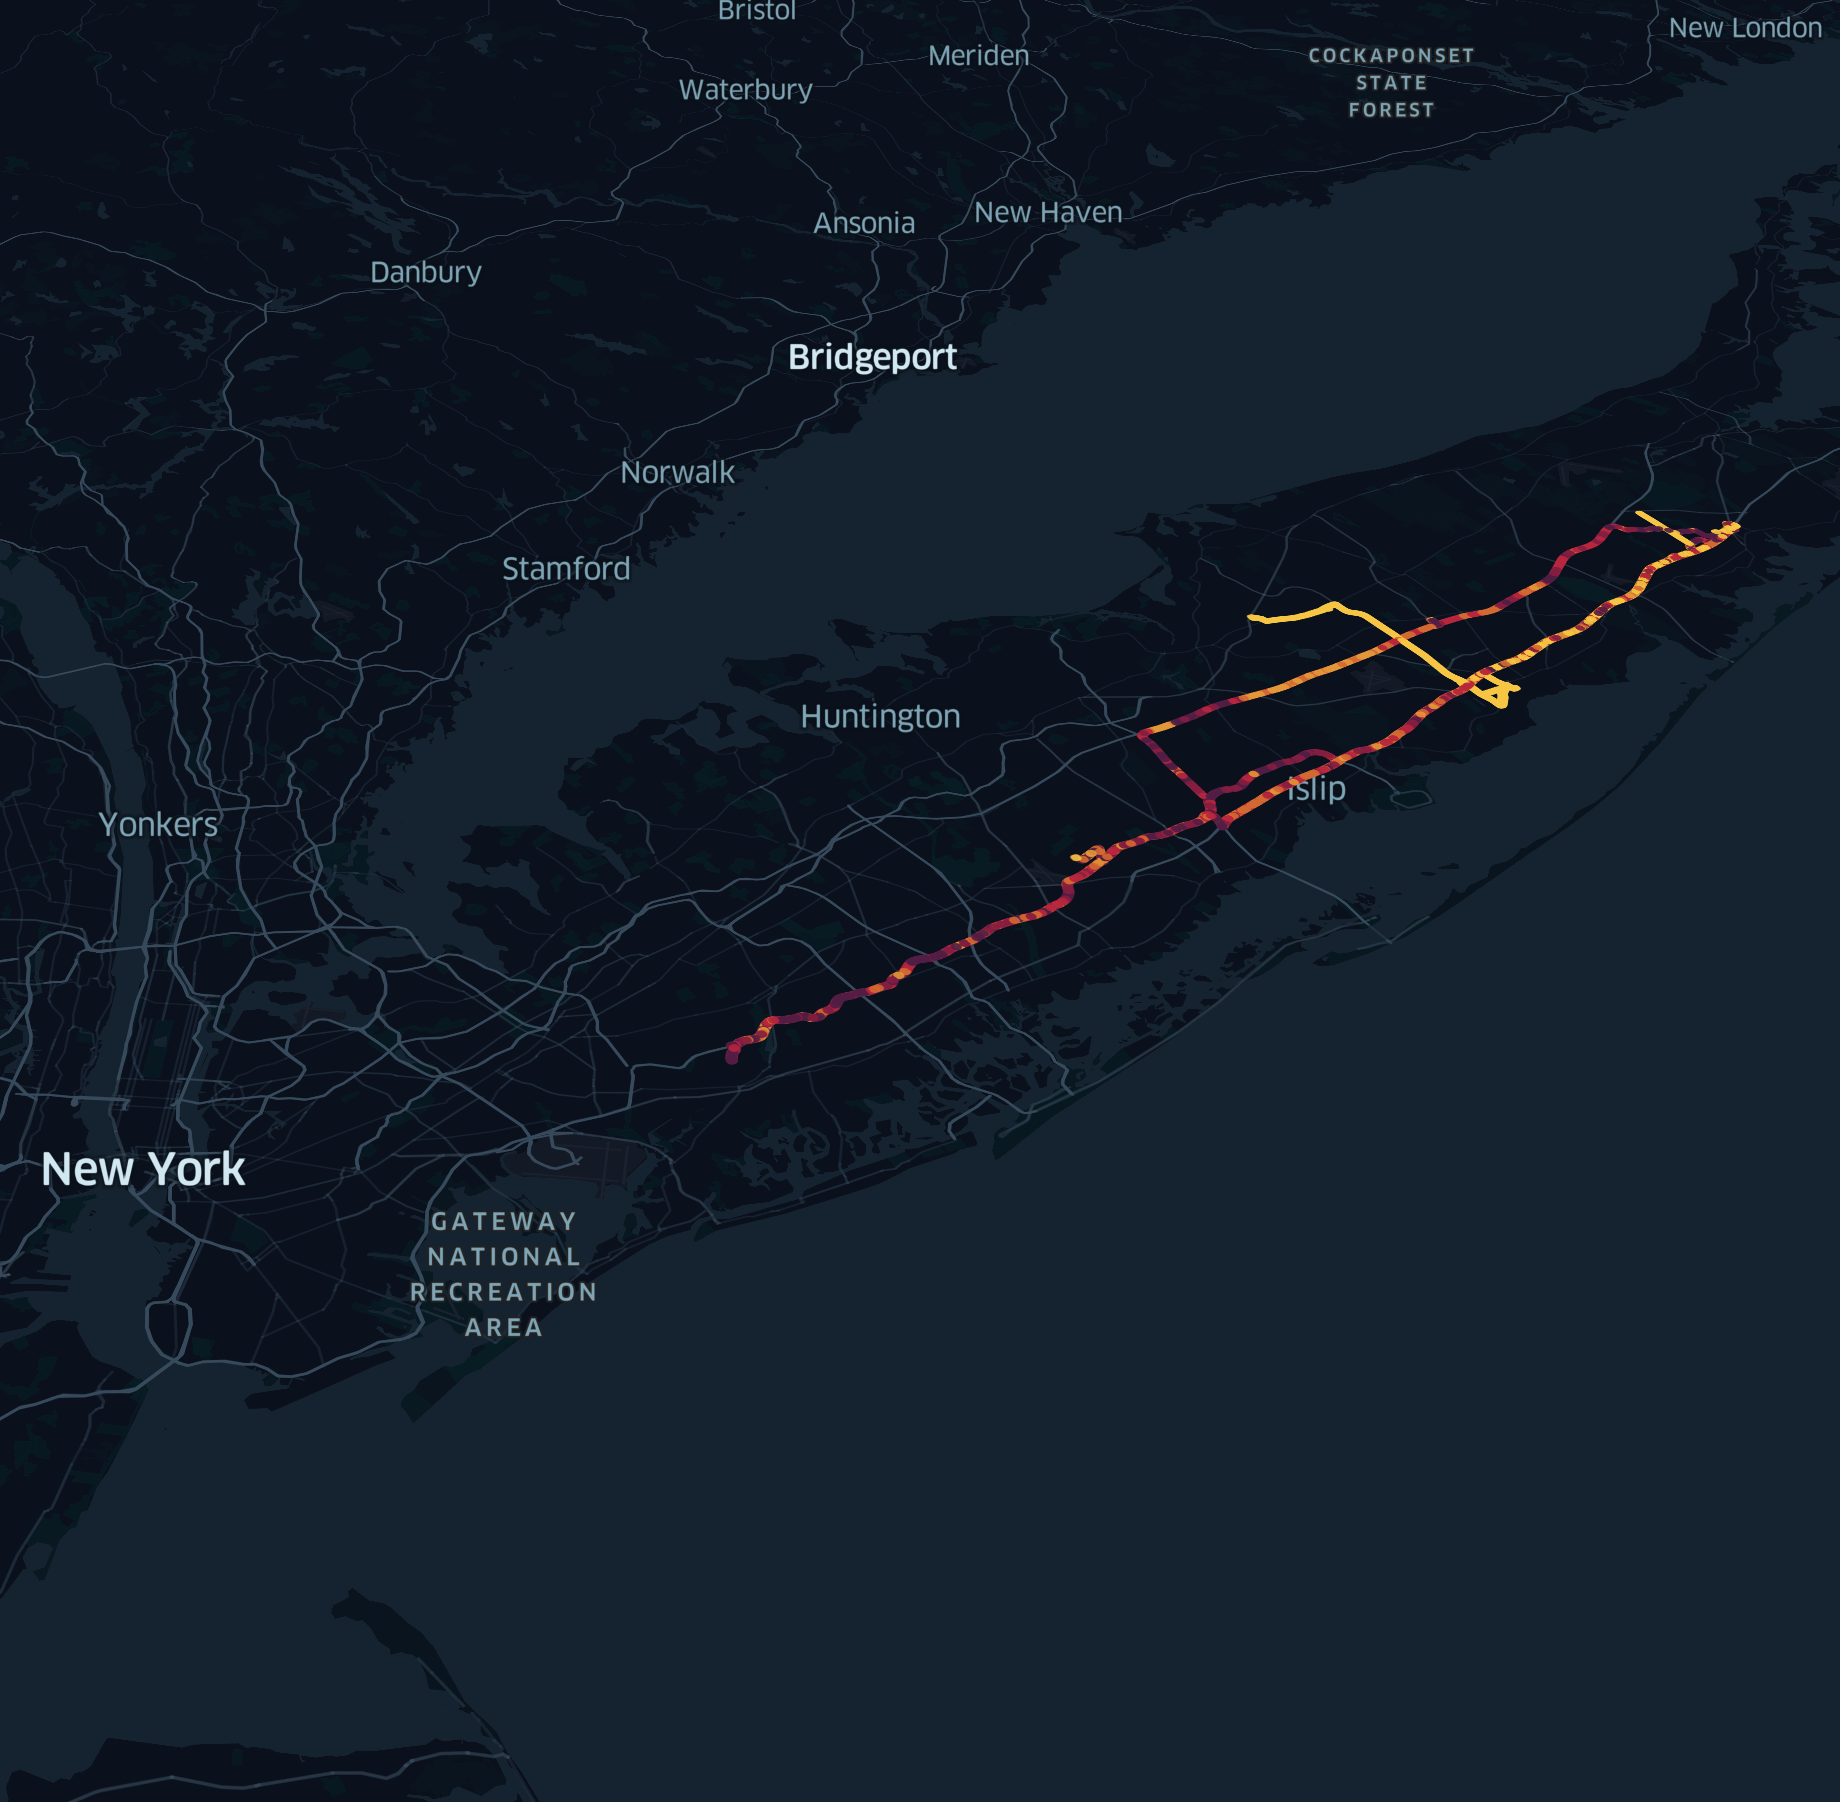 Bristol
New London
Meriden
COCKAPONSET
STATE
FOREST
Waterbury
Ansonia
New Haven
Danbury
Bridgeport
Norwalk
Stamford
Huntington
Islip
Yonkers
New York
GATEWAY
NATIONAL
RECREATION
AREA